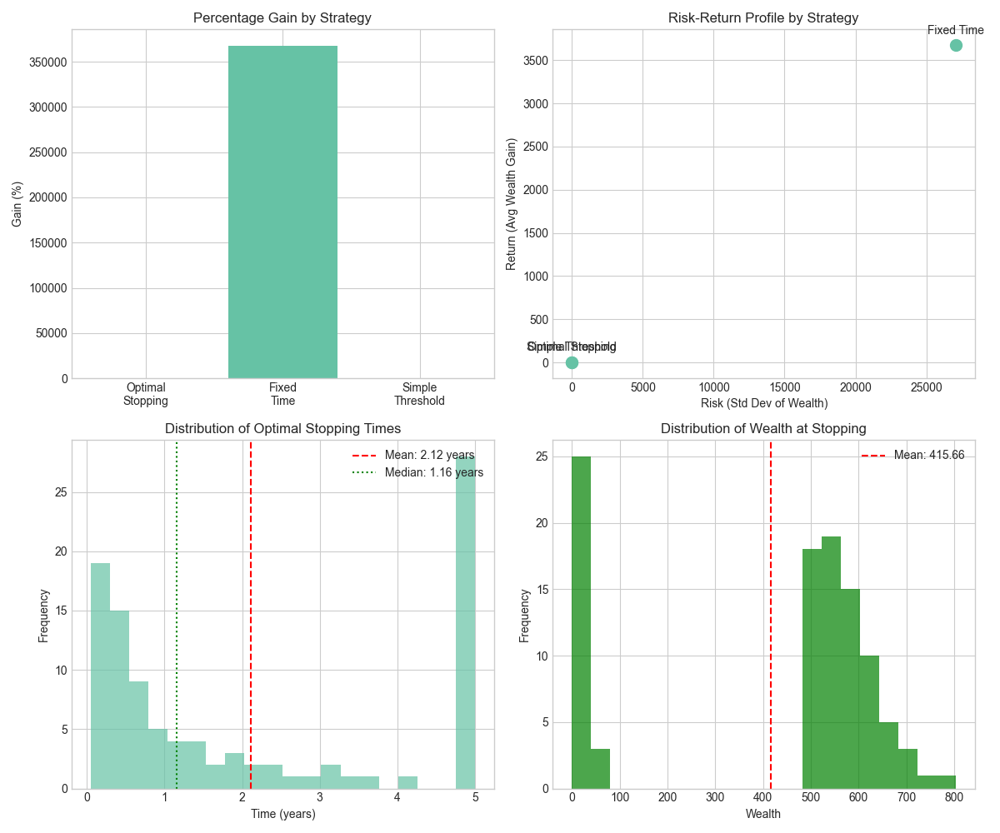 Percentage Gain by Strategy
Gain (%)
350000
300000
250000
200000
150000
100000
50000
0
Optimal
Stopping
Fixed
Time
Simple
Threshold
Risk-Return Profile by Strategy
Fixed Time
Return (Avg Wealth Gain)
3500
3000
2500
2000
1500
1000
500
0
Simple Threshold
Optimal Stopping
0 5000 10000 15000 20000 25000
Risk (Std Dev of Wealth)
Distribution of Optimal Stopping Times
Mean: 2.12 years
Median: 1.16 years
Frequency
25
20
15
10
5
0
0 1 2 3 4 5
Time (years)
Distribution of Wealth at Stopping
Mean: 415.66
Frequency
25
20
15
10
5
0
0 100 200 300 400 500 600 700 800
Wealth